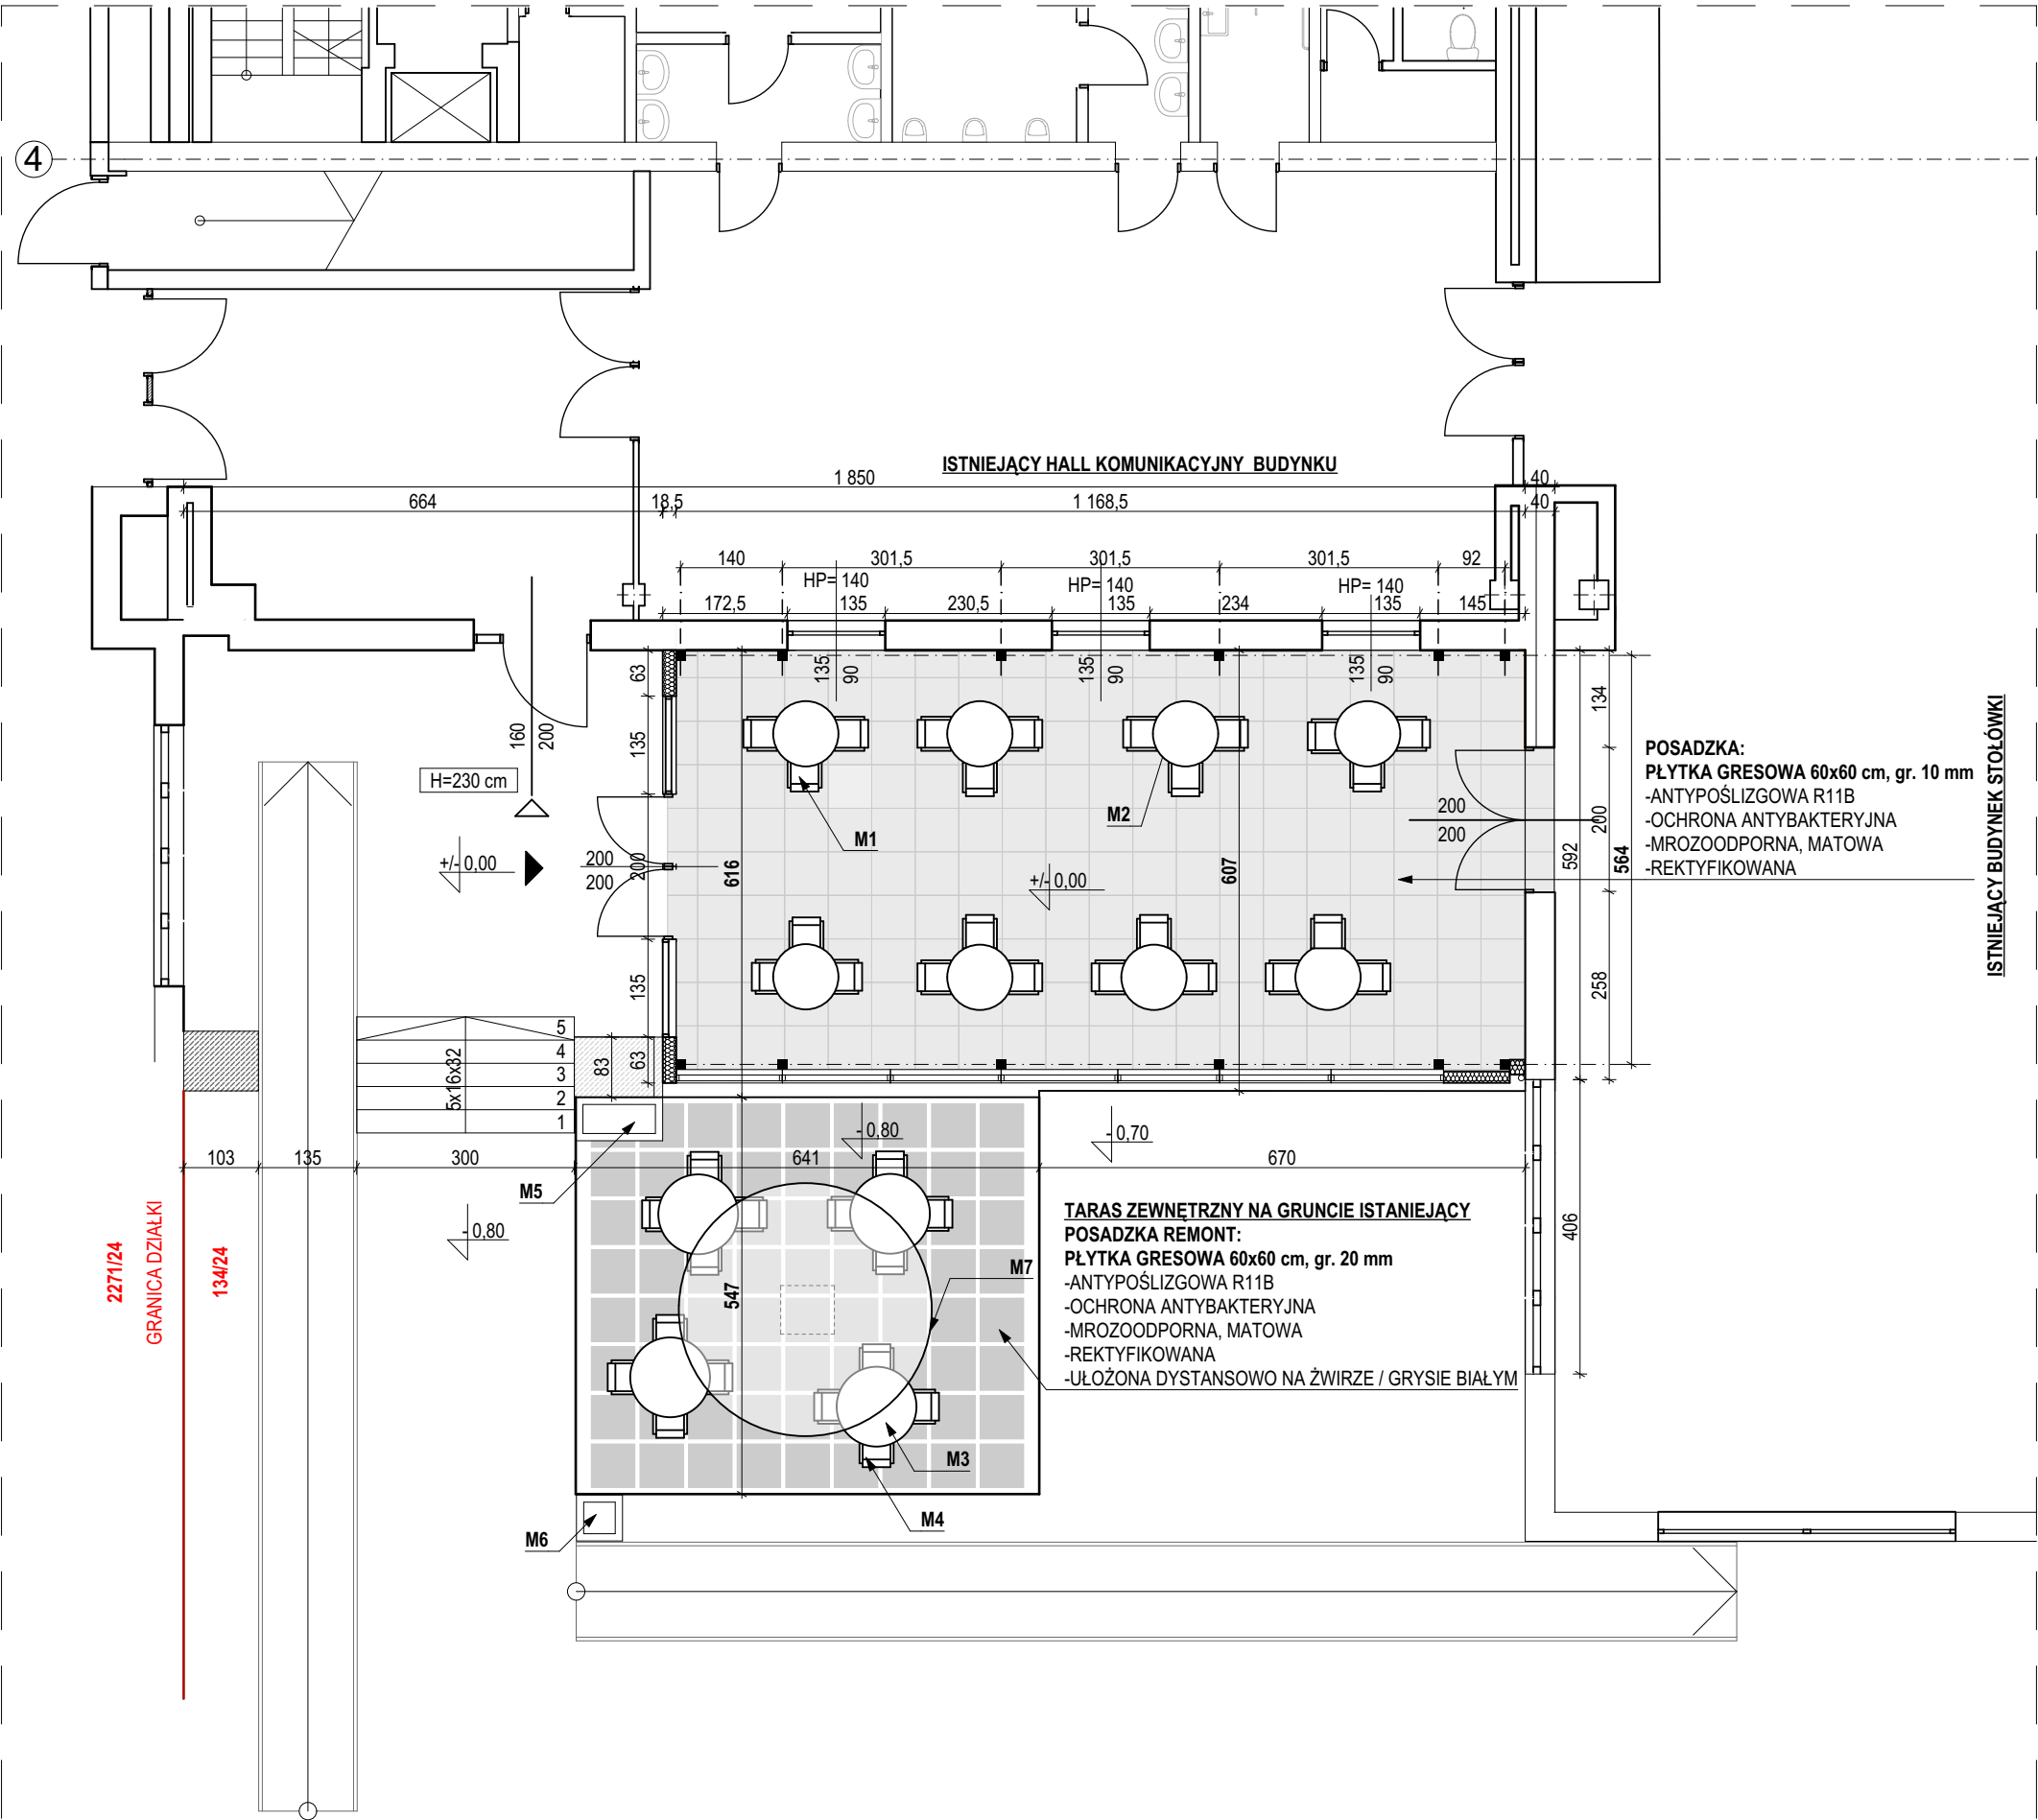 4
ISTNIEJĄCY HALL KOMUNIKACYJNY BUDYNKU
1 850
40
664
18,5
1 168,5
40
140
301,5
301,5
301,5
92
HP= 140
HP= 140
HP= 140
172,5
135
230,5
135
234
135
145
63
135
90
135
90
135
90
134
160
200
135
H=230 cm
M1
M2
200
200
200
POSADZKA:
PŁYTKA GRESOWA 60x60 cm, gr. 10 mm
-ANTYPOŚLIZGOWA R11B
-OCHRONA ANTYBAKTERYJNA
-MROZOODPORNA, MATOWA
-REKTYFIKOWANA
ISTNIEJĄCY BUDYNEK STOŁÓWKI
+/- 0,00
200
200
200
616
+/- 0,00
607
592
564
135
258
5
4
3
2
1
5x16x32
83
63
- 0,80
- 0,70
103
135
300
641
670
M5
- 0,80
406
2271/24
GRANICA DZIAŁKI
134/24
547
M7
TARAS ZEWNĘTRZNY NA GRUNCIE ISTANIEJĄCY
POSADZKA REMONT:
PŁYTKA GRESOWA 60x60 cm, gr. 20 mm
-ANTYPOŚLIZGOWA R11B
-OCHRONA ANTYBAKTERYJNA
-MROZOODPORNA, MATOWA
-REKTYFIKOWANA
-UŁOŻONA DYSTANSOWO NA ŻWIRZE / GRYSIE BIAŁYM
M3
M4
M6